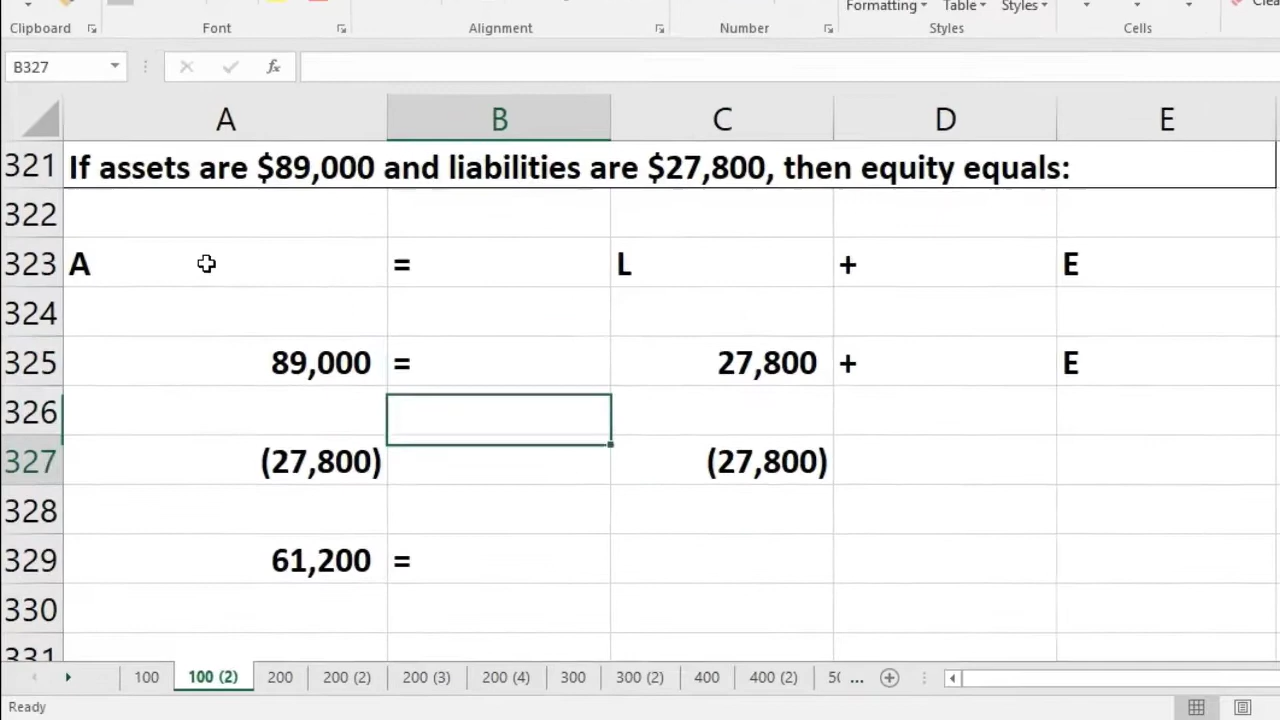 Formatting Table Styles Clea
Clipboard Font Alignment Number Styles Cells
B327 fx
A B C D E
321 If assets are $89,000 and liabilities are $27,800, then equity equals:
322
323 A = L + E
324
325 89,000 = 27,800 + E
326
327 (27,800) (27,800)
328
329 61,200 =
330
331
100 100 (2) 200 200 (2) 200 (3) 200 (4) 300 300 (2) 400 400 (2) 50 ...
Ready